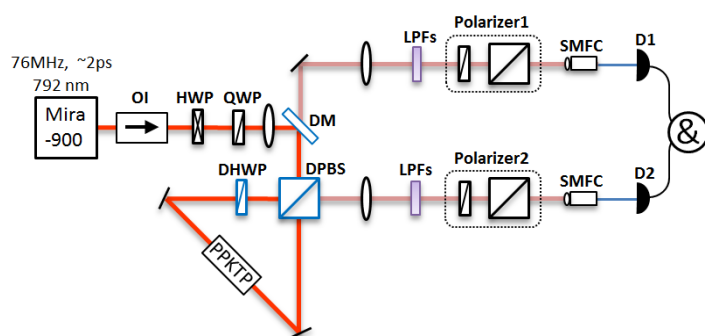 76MHz, ~2ps
792 nm
Mira
-900
OI
HWP
QWP
DM
LPFs
Polarizer1
SMFC
D1
&
DHWP
DPBS
LPFs
Polarizer2
SMFC
D2
PPKTP